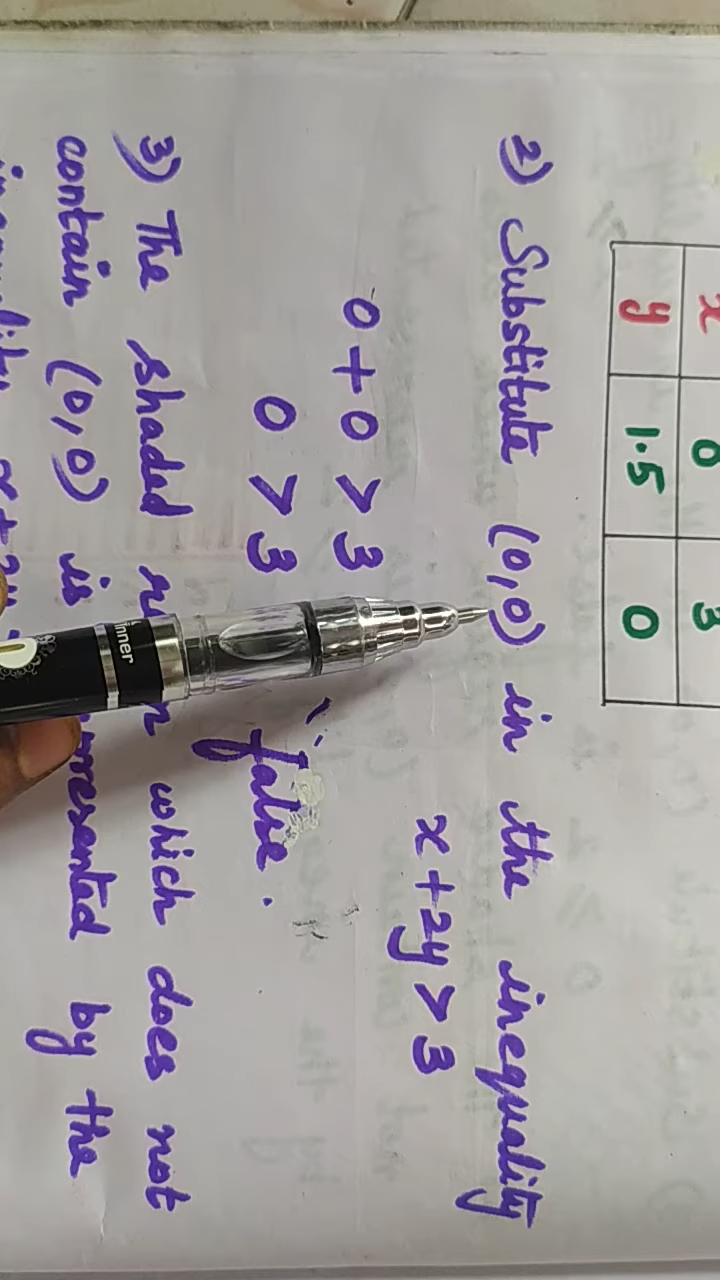 x 0 3
y 1.5 0
2) Substitute (0,0) in the inequality
x + 2y > 3
0 + 0 > 3
0 > 3 false.
3) The shaded which does not
contain (0,0) is by the
inner